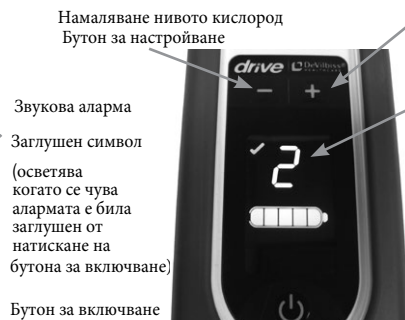 Намаляване нивото кислород
Бутон за настройване
drive DeVilbiss®
HEALTHCARE
− +
Звукова аларма
Заглушен символ
(осветява
когато се чува
алармата е била
заглушен от
натискане на
бутона за включване)
2
Бутон за включване